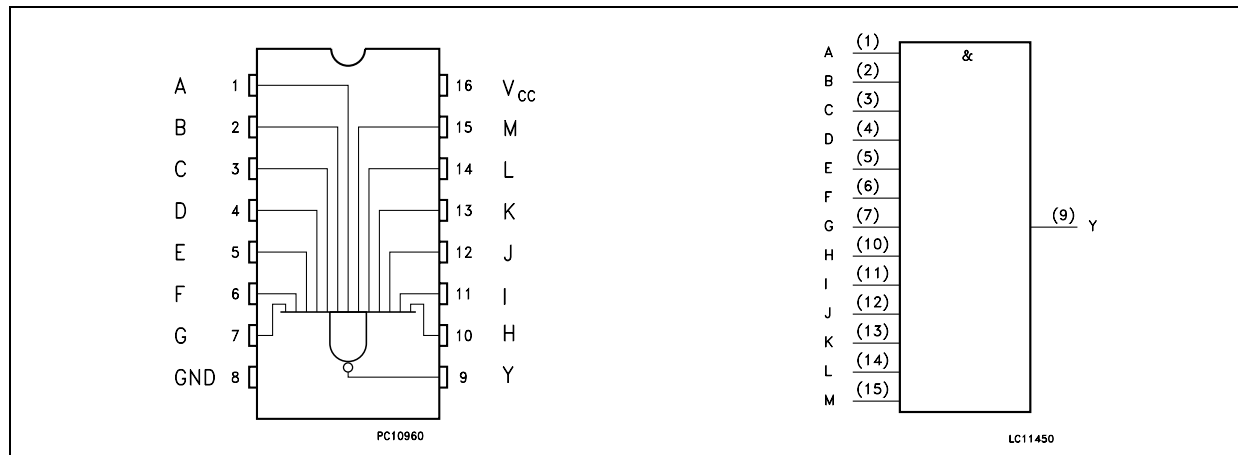 A 1 16 VCC
B 2 15 M
C 3 14 L
D 4 13 K
E 5 12 J
F 6 11 I
G 7 10 H
GND 8 9 Y
PC10960
&
A (1)
B (2)
C (3)
D (4)
E (5)
F (6)
G (7)
H (10)
I (11)
J (12)
K (13)
L (14)
M (15)
(9) Y
LC11450